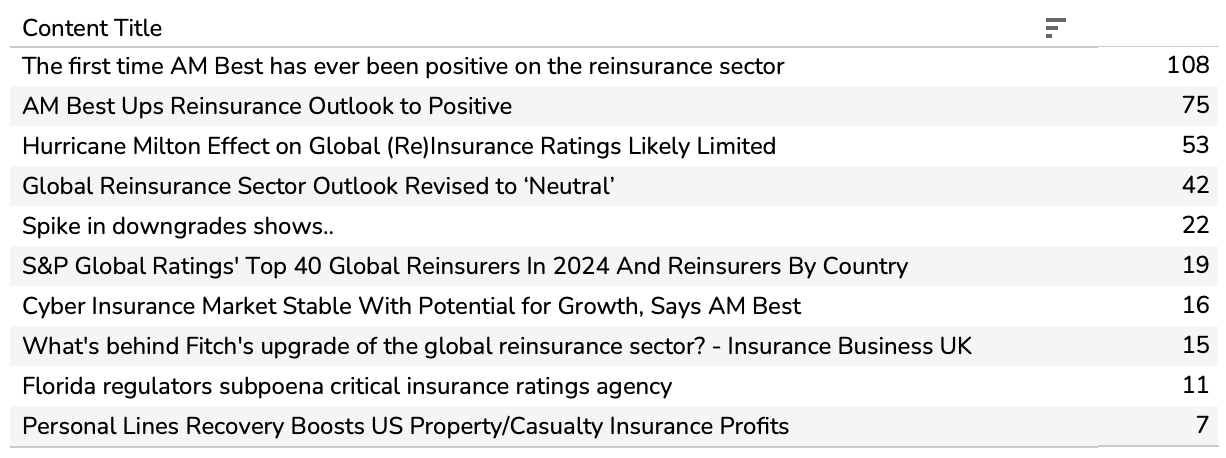 Content Title
The first time AM Best has ever been positive on the reinsurance sector 108
AM Best Ups Reinsurance Outlook to Positive 75
Hurricane Milton Effect on Global (Re)Insurance Ratings Likely Limited 53
Global Reinsurance Sector Outlook Revised to ‘Neutral’ 42
Spike in downgrades shows.. 22
S&P Global Ratings' Top 40 Global Reinsurers In 2024 And Reinsurers By Country 19
Cyber Insurance Market Stable With Potential for Growth, Says AM Best 16
What's behind Fitch's upgrade of the global reinsurance sector? - Insurance Business UK 15
Florida regulators subpoena critical insurance ratings agency 11
Personal Lines Recovery Boosts US Property/Casualty Insurance Profits 7